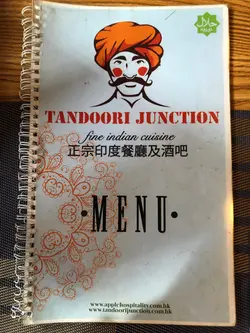 حلال
TANDOORI JUNCTION
fine indian cuisine
正宗印度餐廳及酒吧
·MENU·
www.applehospitality.com.hk
www.tandoorijunction.com.hk